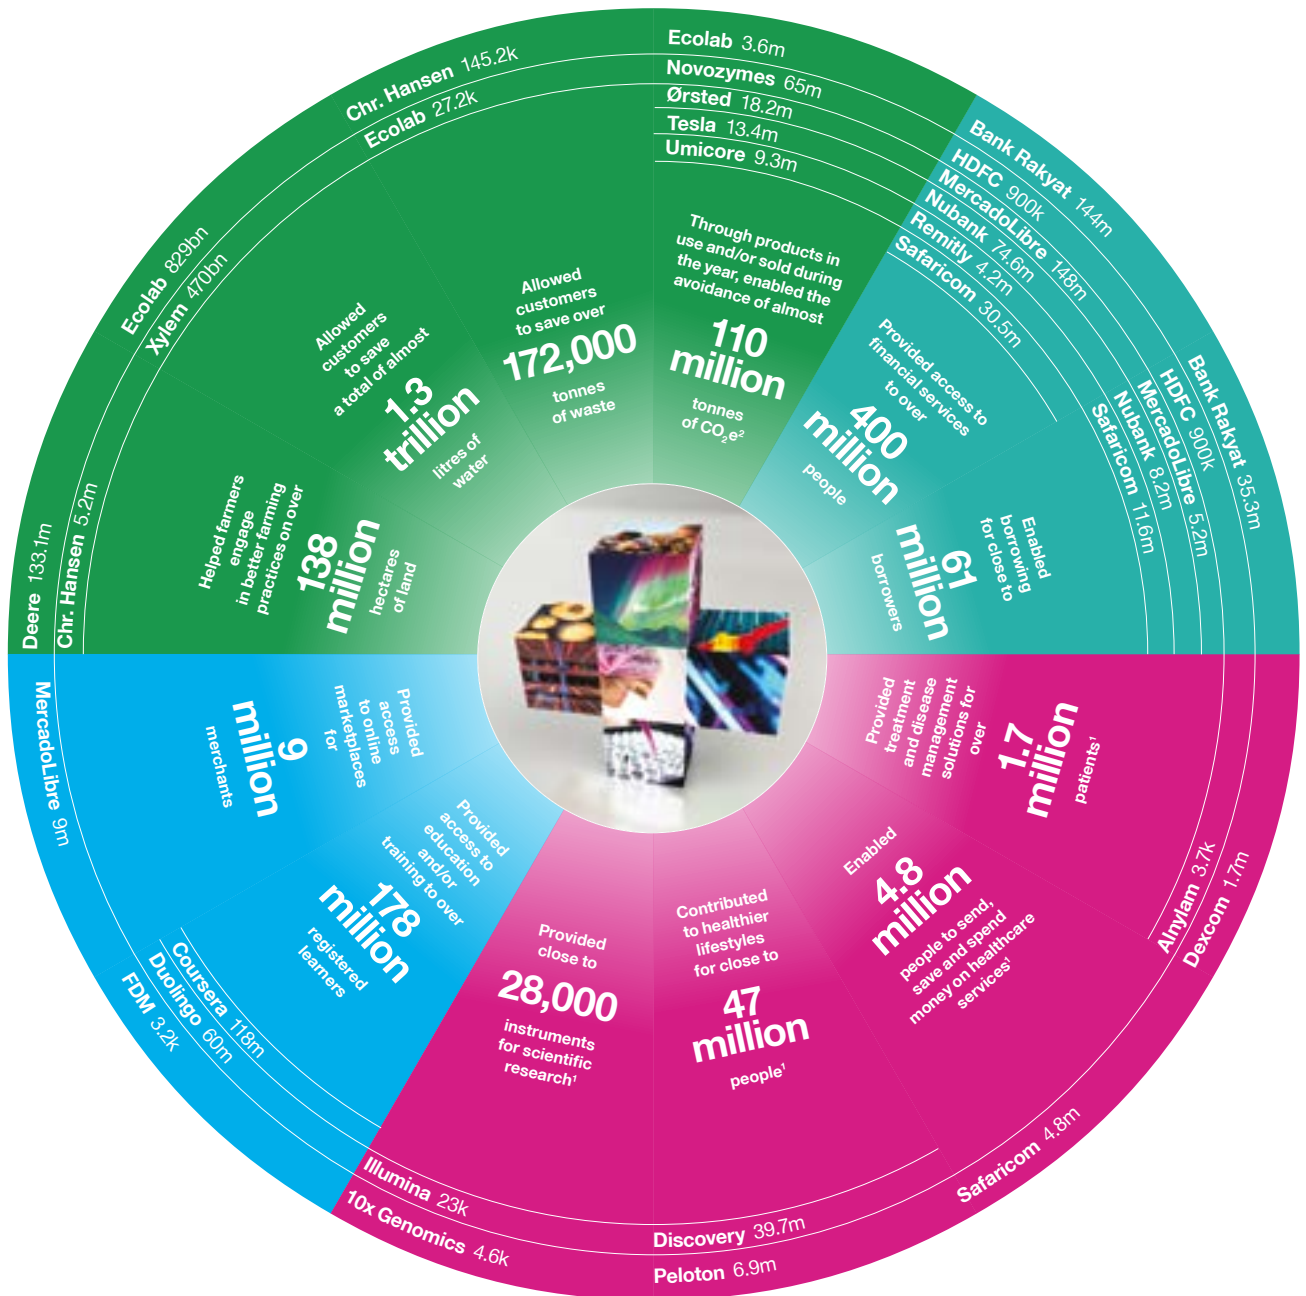 Ecolab 3.6m
Novozymes 65m
Ørsted 18.2m
Tesla 13.4m
Umicore 9.3m
Through products in
use and/or sold during
the year, enabled the
avoidance of almost
110
million
tonnes
of CO₂e²
Bank Rakyat 144m
HDFC 900k
MercadoLibre 148m
Nubank 74.6m
Remitly 4.2m
Safaricom 30.5m
Provided access to
financial services
to over
400
million
people
Bank Rakyat 35.3m
HDFC 900k
MercadoLibre 5.2m
Nubank 8.2m
Safaricom 11.6m
Enabled
borrowing
for close to
61
million
borrowers
Provided
treatment
and disease
management
solutions for
over
1.7
million
patients¹
Alnylam 3.7k
Dexcom 1.7m
Enabled
4.8
million
people to send,
save and spend
money on healthcare
services¹
Safaricom 4.8m
Contributed
to healthier
lifestyles
for close to
47
million
people¹
Discovery 39.7m
Peloton 6.9m
Provided
close to
28,000
instruments
for scientific
research¹
Illumina 23k
10x Genomics 4.6k
Provided
access to
education
and/or
training to over
178
million
registered
learners
Coursera 118m
Duolingo 60m
FDM 3.2k
Provided
access
to online
marketplaces
for
9
million
merchants
MercadoLibre 9m
Deere 133.1m
Chr. Hansen 5.2m
Helped farmers
engage
in better farming
practices on over
138
million
hectares
of land
Ecolab 829bn
Xylem 470bn
Allowed
customers
to save
a total of almost
1.3
trillion
litres of
water
Chr. Hansen 145.2k
Ecolab 27.2k
Allowed
customers
to save over
172,000
tonnes
of waste